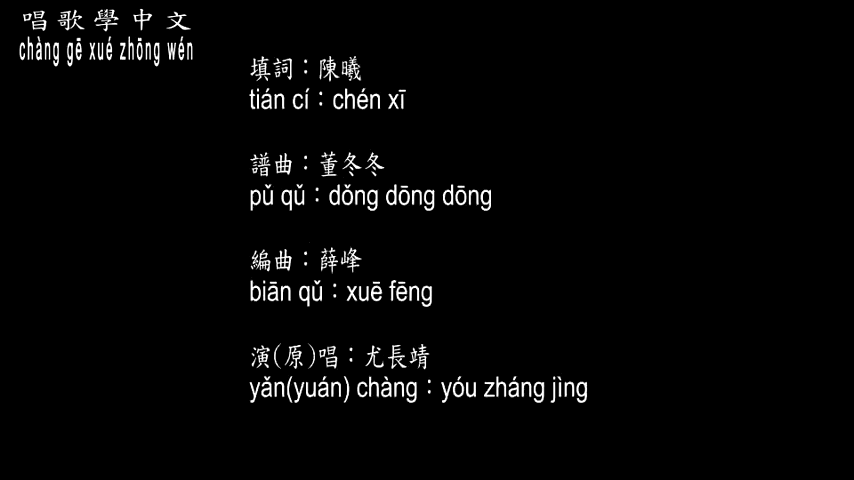 唱歌學中文
chàng gē xué zhōng wén
填詞：陳曦
tián cí：chén xī
譜曲：董冬冬
pǔ qǔ：dǒng dōng dōng
編曲：薛峰
biān qǔ：xuē fēng
演(原)唱：尤長靖
yǎn(yuán) chàng：yóu zháng jìng